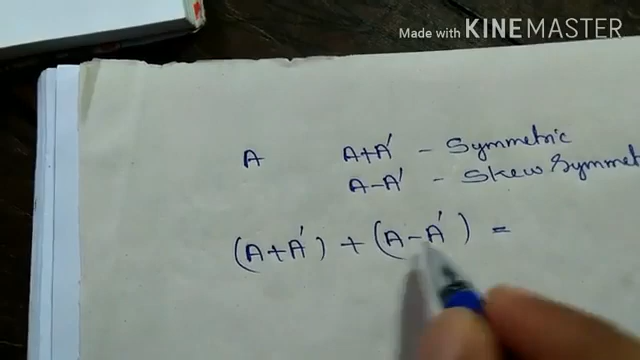 Made with KINEMASTER
A A+A' - Symmetric
A-A' - Skew Symmet
(A+A') + (A-A') =